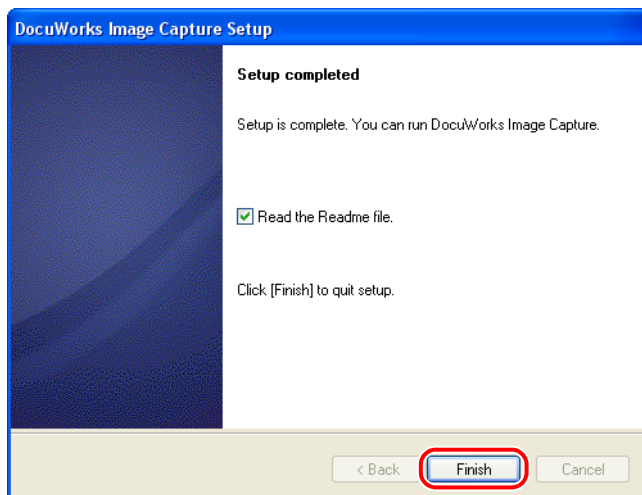 DocuWorks Image Capture Setup
Setup completed
Setup is complete. You can run DocuWorks Image Capture.
Read the Readme file.
Click [Finish] to quit setup.
< Back Finish Cancel